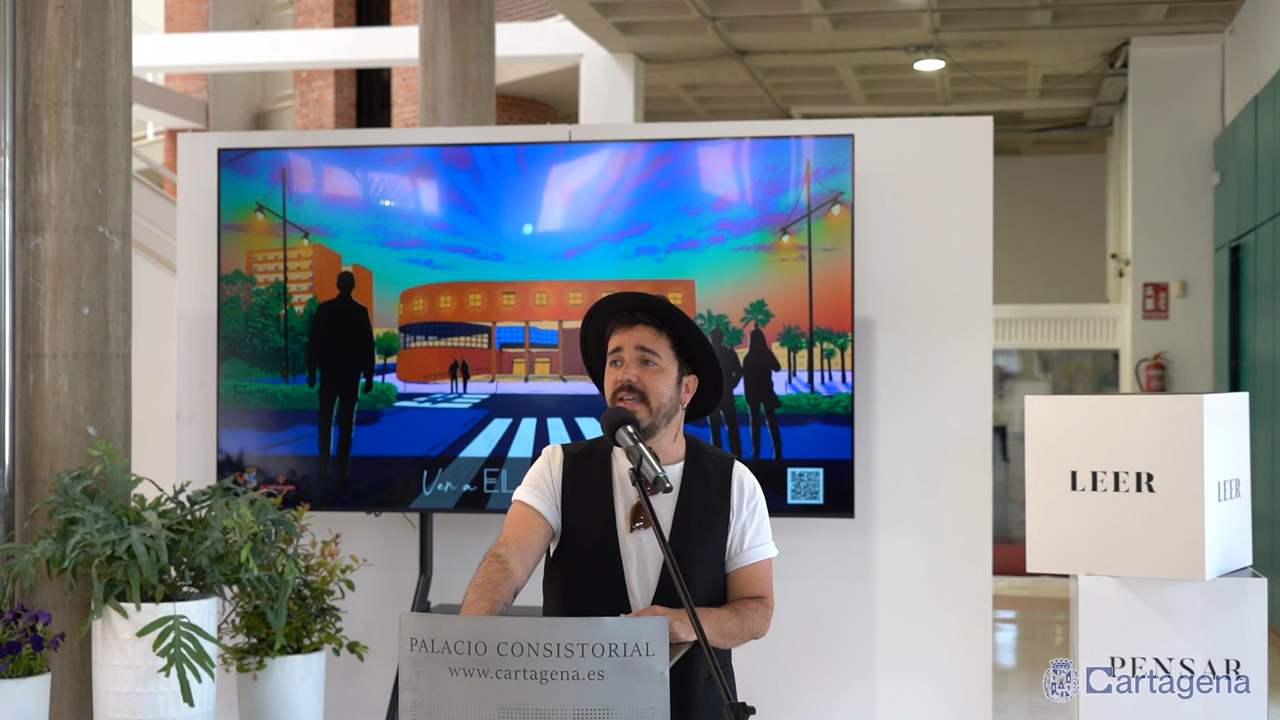 Ven a EL
LEER
LEER
PALACIO CONSISTORIAL
www.cartagena.es
PENSAR
Cartagena